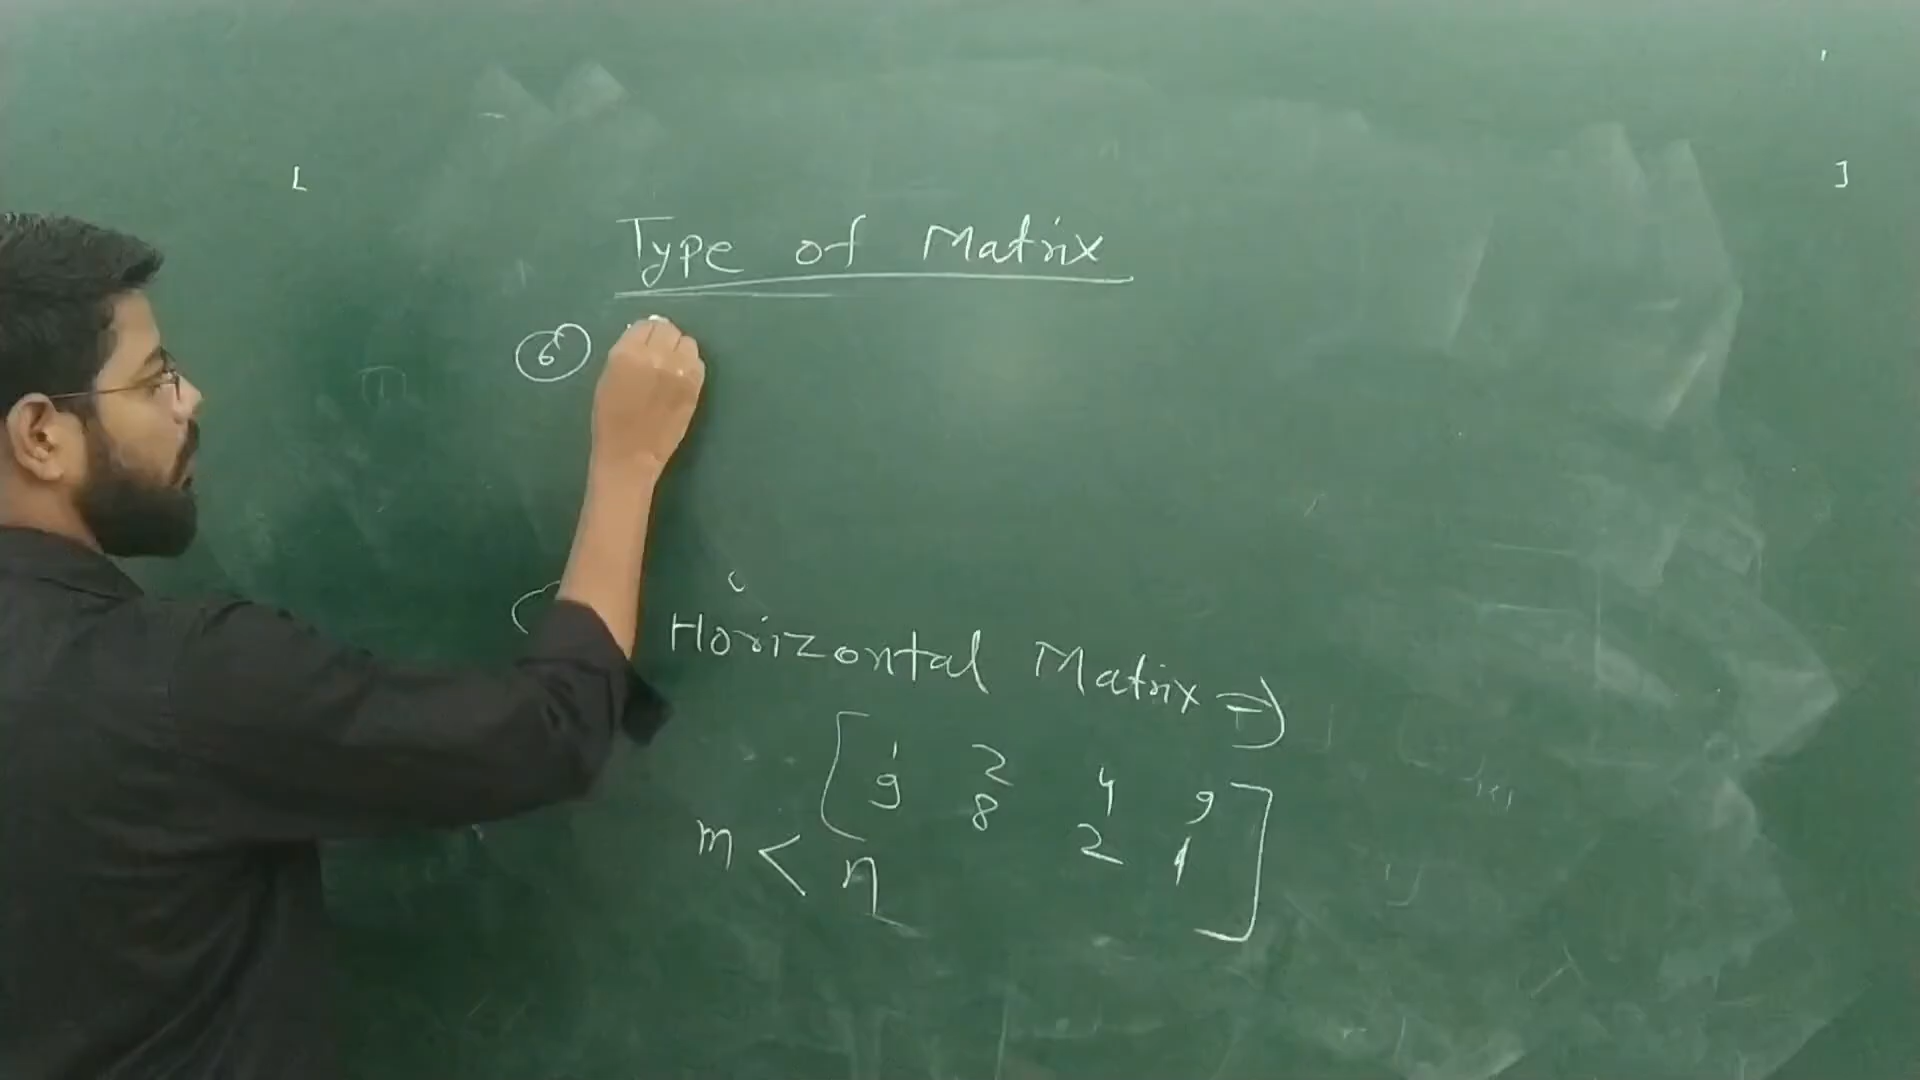 Type of Matrix
6
Horizontal Matrix ⇒
[ 1 2 4 9
9 8 2 1 ]
m < n